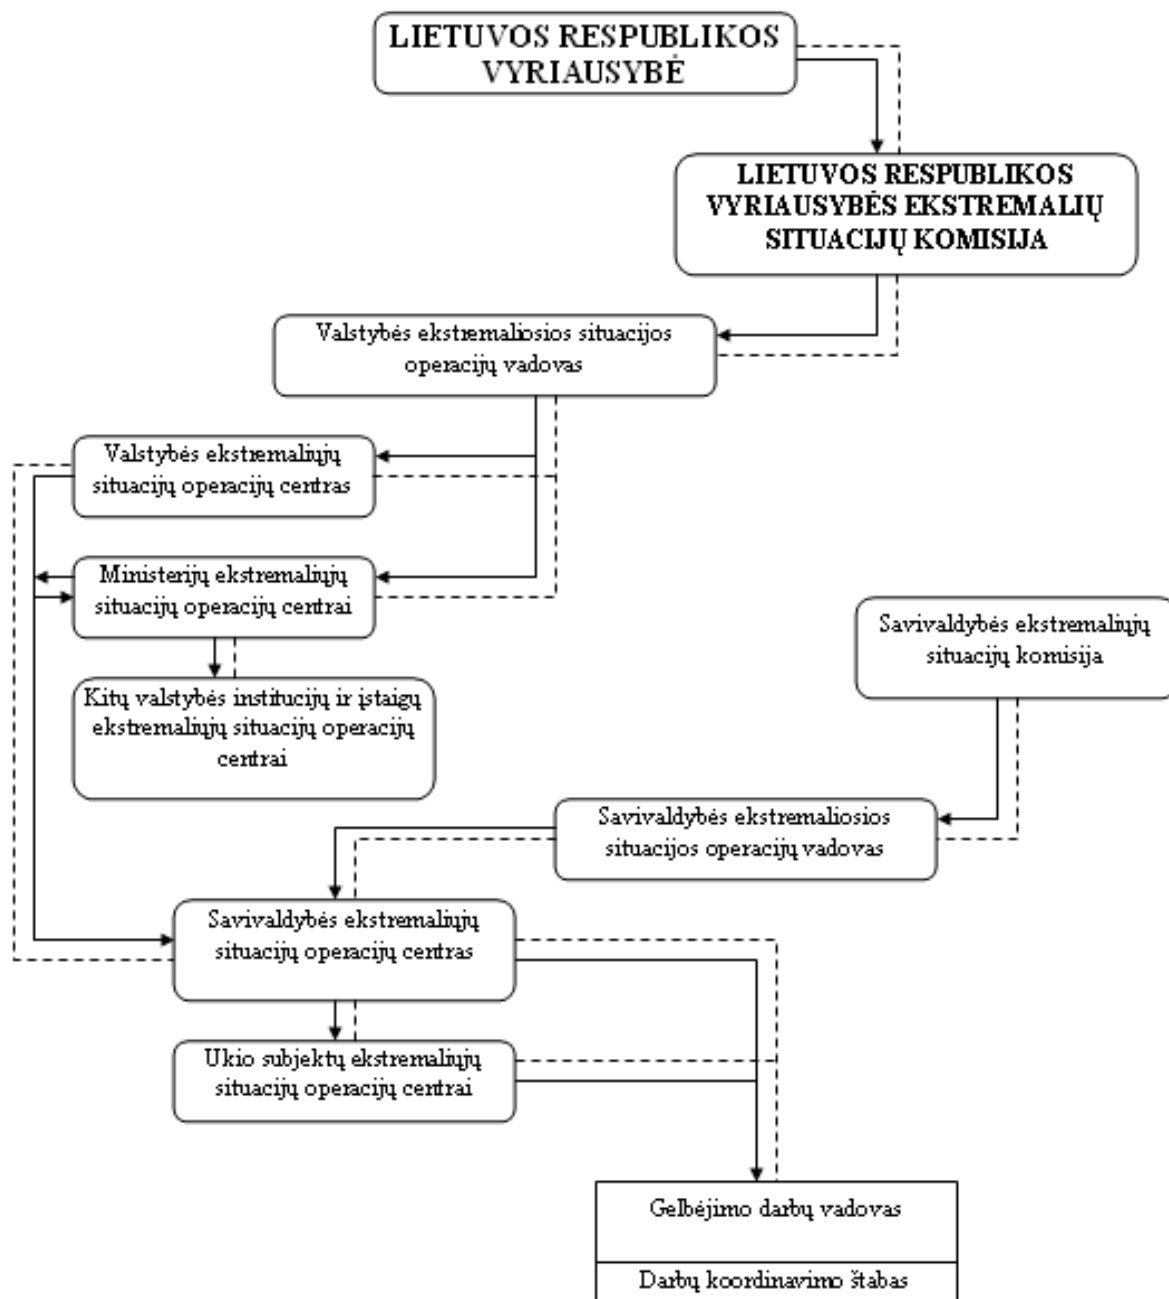 LIETUVOS RESPUBLIKOS
VYRIAUSYBĖ
LIETUVOS RESPUBLIKOS
VYRIAUSYBĖS EKSTREMALIŲ
SITUACIJŲ KOMISIJA
Valstybės ekstremaliosios situacijos
operacijų vadovas
Valstybės ekstremaliųjų
situacijų operacijų centras
Ministerijų ekstremaliųjų
situacijų operacijų centrai
Savivaldybės ekstremaliųjų
situacijų komisija
Kitų valstybės institucijų ir įstaigų
ekstremaliųjų situacijų operacijų
centrai
Savivaldybės ekstremaliosios
situacijos operacijų vadovas
Savivaldybės ekstremaliųjų
situacijų operacijų centras
Ukio subjektų ekstremaliųjų
situacijų operacijų centrai
Gelbėjimo darbų vadovas
Darbų koordinavimo štabas